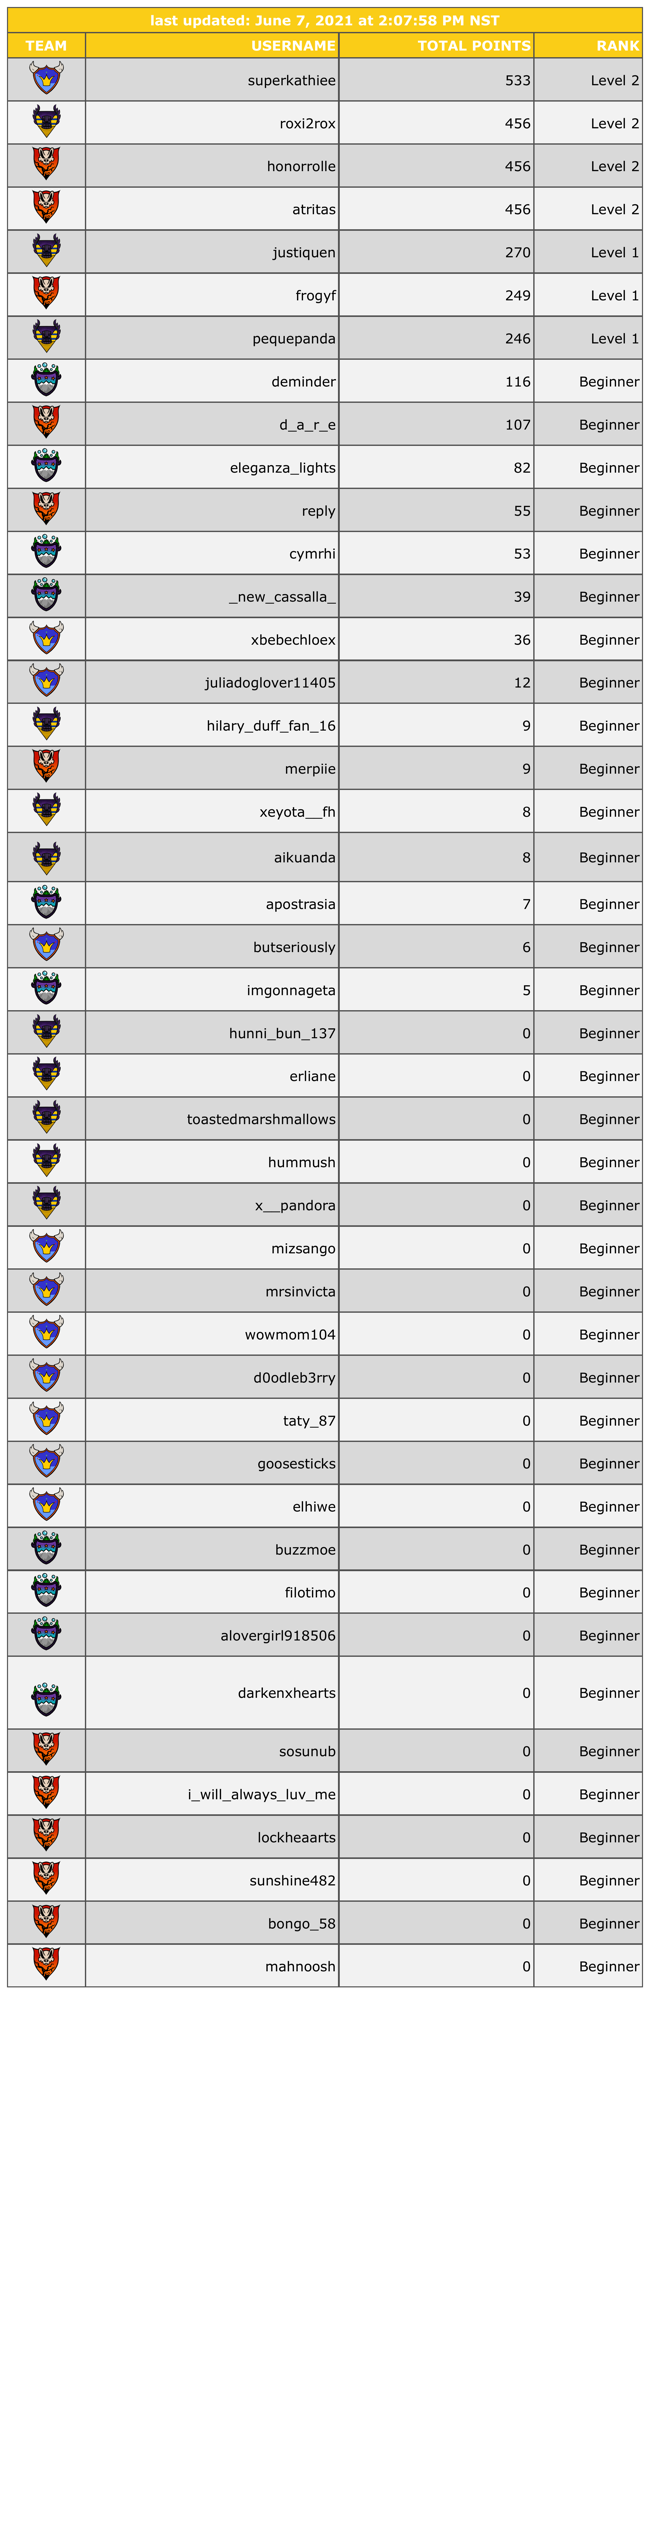 last updated: June 7, 2021 at 2:07:58 PM NST
TEAM USERNAME TOTAL POINTS RANK
superkathiee 533 Level 2
roxi2rox 456 Level 2
honorrolle 456 Level 2
atritas 456 Level 2
justiquen 270 Level 1
frogyf 249 Level 1
pequepanda 246 Level 1
deminder 116 Beginner
d_a_r_e 107 Beginner
eleganza_lights 82 Beginner
reply 55 Beginner
cymrhi 53 Beginner
_new_cassalla_ 39 Beginner
xbebechloex 36 Beginner
juliadoglover11405 12 Beginner
hilary_duff_fan_16 9 Beginner
merpiie 9 Beginner
xeyota__fh 8 Beginner
aikuanda 8 Beginner
apostrasia 7 Beginner
butseriously 6 Beginner
imgonnageta 5 Beginner
hunni_bun_137 0 Beginner
erliane 0 Beginner
toastedmarshmallows 0 Beginner
hummush 0 Beginner
x__pandora 0 Beginner
mizsango 0 Beginner
mrsinvicta 0 Beginner
wowmom104 0 Beginner
d0odleb3rry 0 Beginner
taty_87 0 Beginner
goosesticks 0 Beginner
elhiwe 0 Beginner
buzzmoe 0 Beginner
filotimo 0 Beginner
alovergirl918506 0 Beginner
darkenxhearts 0 Beginner
sosunub 0 Beginner
i_will_always_luv_me 0 Beginner
lockheaarts 0 Beginner
sunshine482 0 Beginner
bongo_58 0 Beginner
mahnoosh 0 Beginner